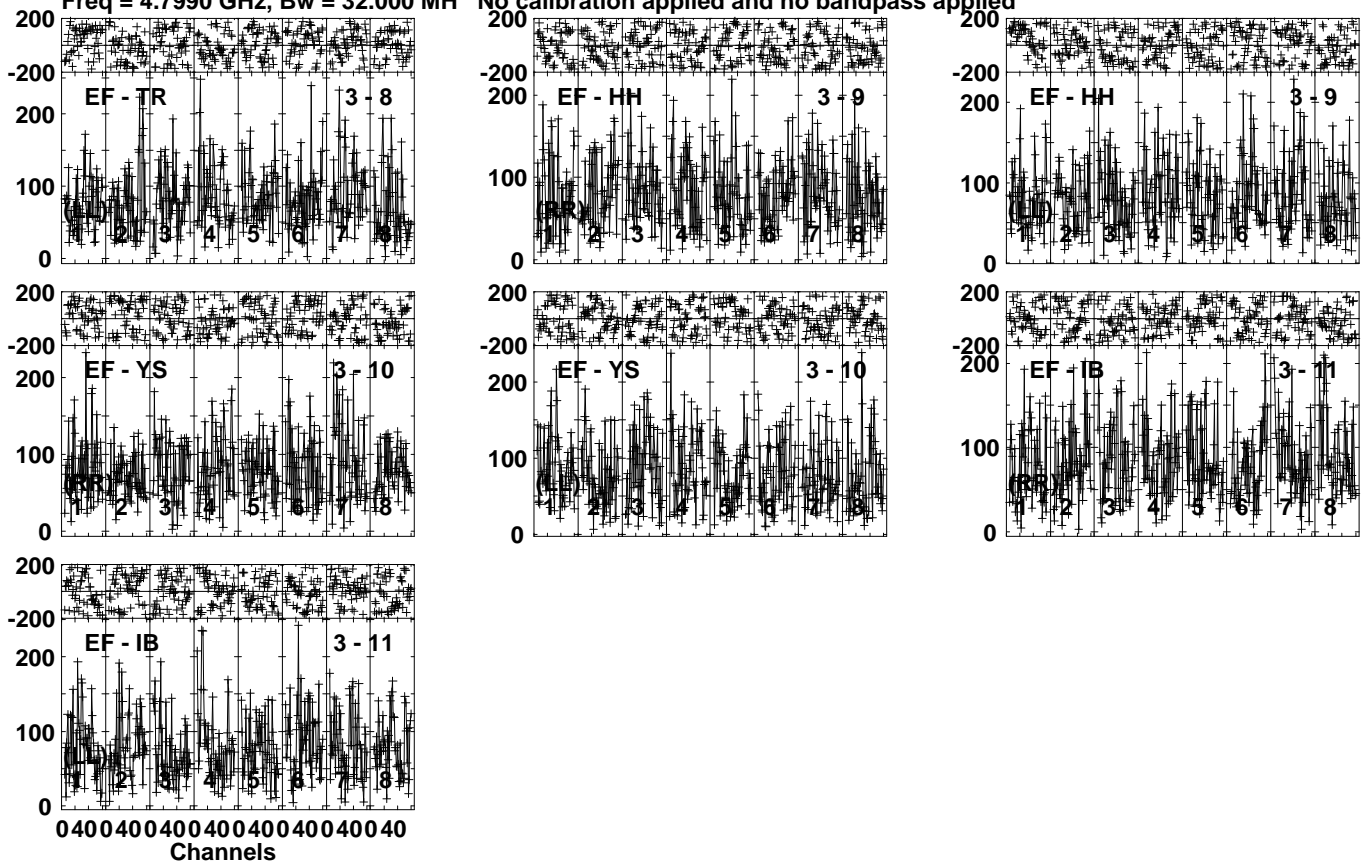 Freq = 4.7990 GHz, Bw = 32.000 MH No calibration applied and no bandpass applied
200
-200
EF - TR 3 - 8
200
100
(LL)
1 2 3 4 5 6 7 8
0
200
-200
EF - HH 3 - 9
200
100
(RR)
1 2 3 4 5 6 7 8
0
200
-200
EF - HH 3 - 9
200
100
(LL)
1 2 3 4 5 6 7 8
0
200
-200
EF - YS 3 - 10
200
100
(RR)
1 2 3 4 5 6 7 8
0
200
-200
EF - YS 3 - 10
200
100
(LL)
1 2 3 4 5 6 7 8
0
200
-200
EF - IB 3 - 11
200
100
(RR)
1 2 3 4 5 6 7 8
0
200
-200
EF - IB 3 - 11
200
100
(LL)
1 2 3 4 5 6 7 8
0
0 40 0 40 0 40 0 40 0 40 0 40 0 40 0 40
Channels